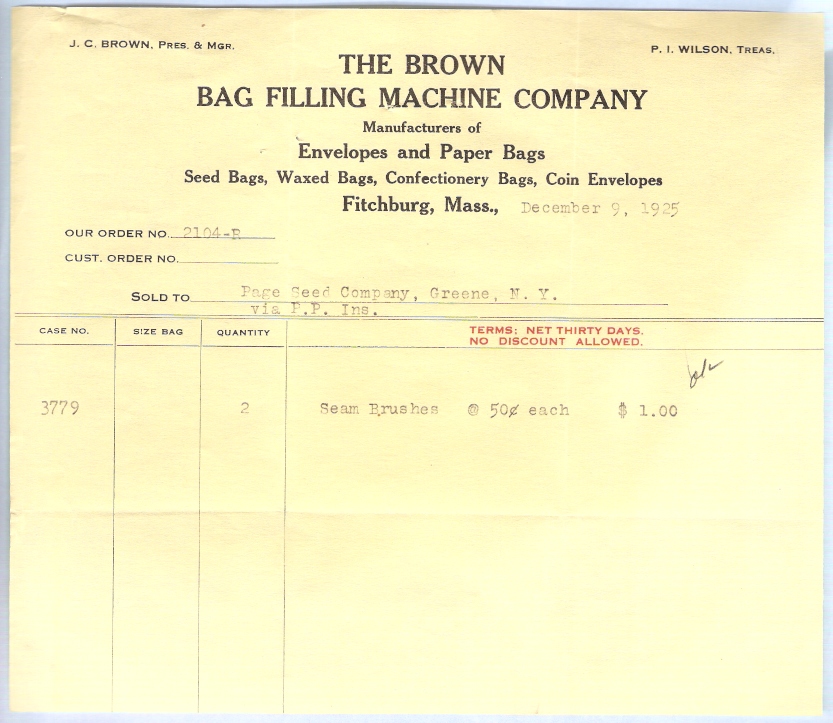 J. C. BROWN, PRES. & MGR.
P. I. WILSON, TREAS.
THE BROWN
BAG FILLING MACHINE COMPANY
Manufacturers of
Envelopes and Paper Bags
Seed Bags, Waxed Bags, Confectionery Bags, Coin Envelopes
Fitchburg, Mass., December 9, 1925
OUR ORDER NO. 2104-R
CUST. ORDER NO.
SOLD TO Page Seed Company, Greene, N. Y.
via P.P. Ins.
CASE NO. SIZE BAG QUANTITY TERMS: NET THIRTY DAYS.
NO DISCOUNT ALLOWED.
3779 2 Seam Brushes @ 50¢ each $ 1.00